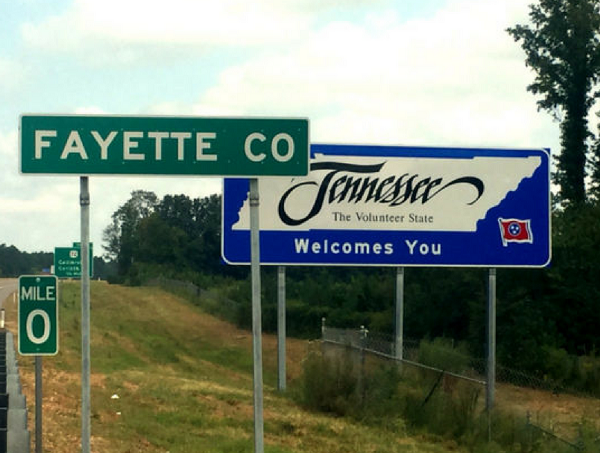 FAYETTE CO
Tennessee
The Volunteer State
Welcomes You
MILE
0